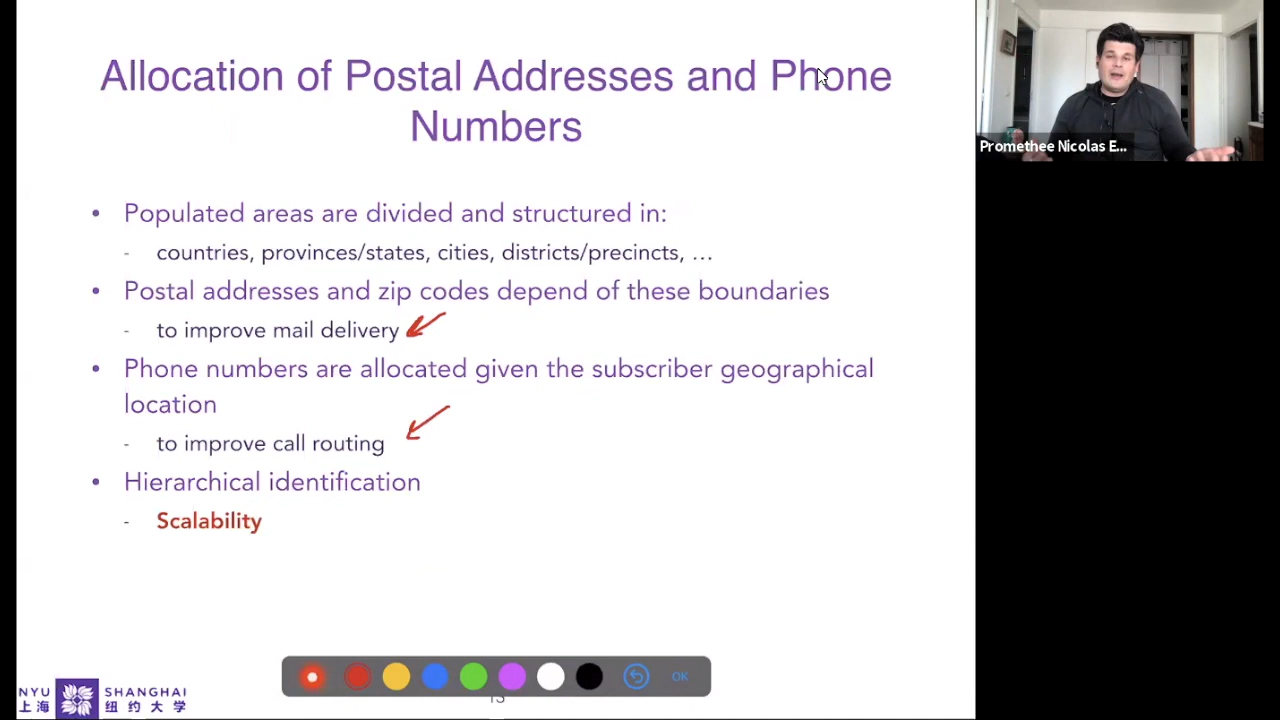 Allocation of Postal Addresses and Phone
Numbers
• Populated areas are divided and structured in:
- countries, provinces/states, cities, districts/precincts, …
• Postal addresses and zip codes depend of these boundaries
- to improve mail delivery
• Phone numbers are allocated given the subscriber geographical
location
- to improve call routing
• Hierarchical identification
- Scalability
Promethee Nicolas E...
OK
NYU SHANGHAI
上海 纽约大学